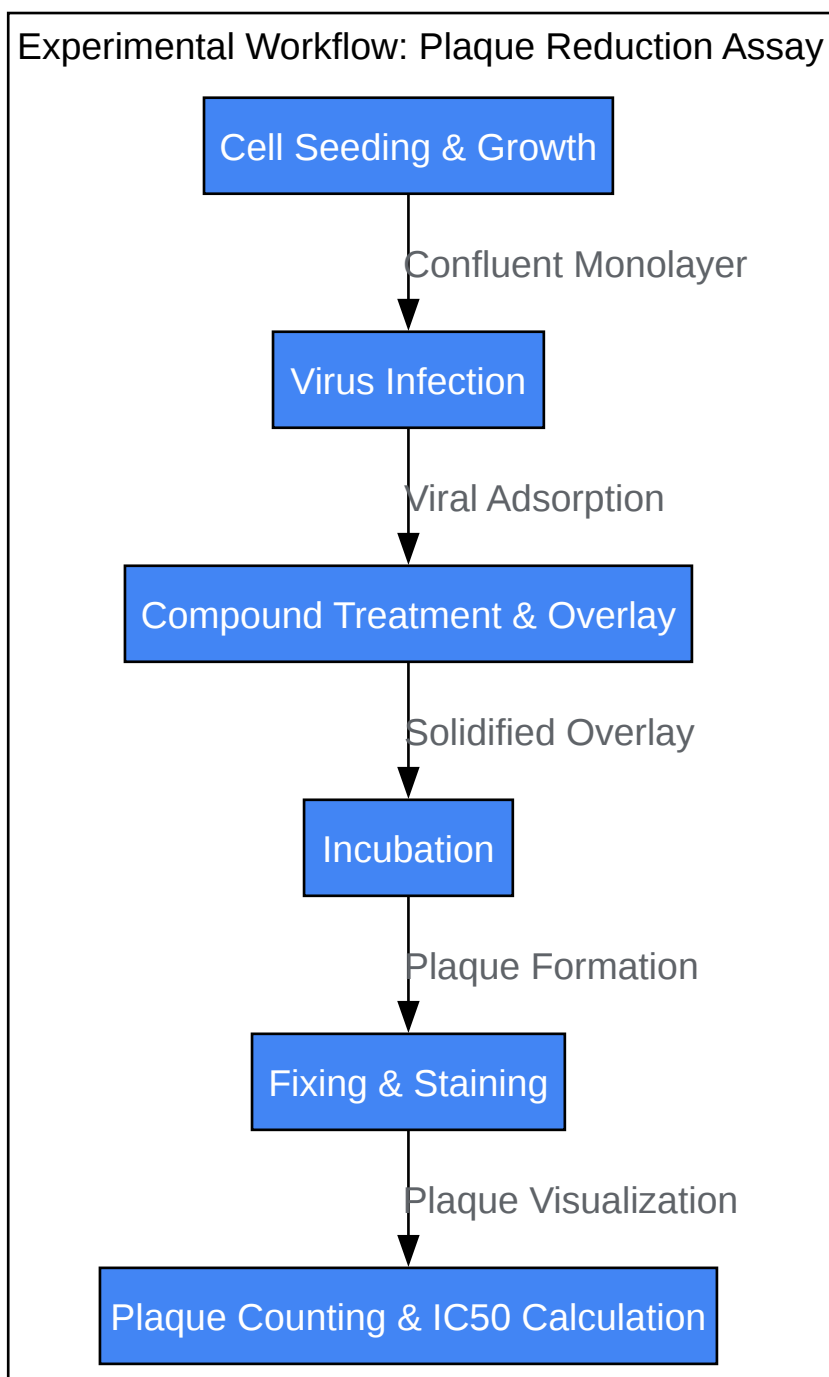 Experimental Workflow: Plaque Reduction Assay
Cell Seeding & Growth
Confluent Monolayer
Virus Infection
Viral Adsorption
Compound Treatment & Overlay
Solidified Overlay
Incubation
Plaque Formation
Fixing & Staining
Plaque Visualization
Plaque Counting & IC50 Calculation